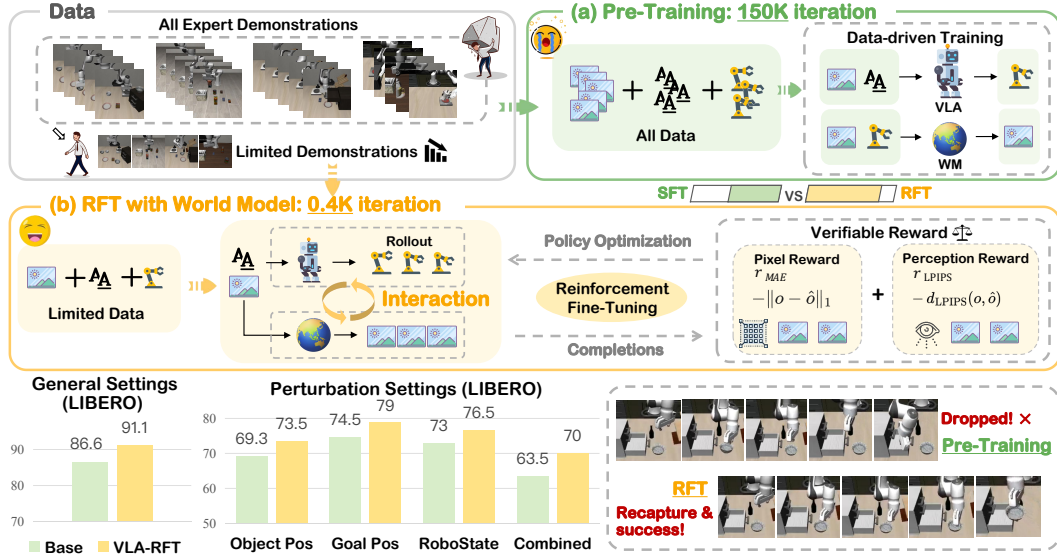 Data
All Expert Demonstrations
Limited Demonstrations
(a) Pre-Training: 150K iteration
All Data
Data-driven Training
VLA
WM
SFT VS RFT
(b) RFT with World Model: 0.4K iteration
Limited Data
Rollout
Interaction
Policy Optimization
Reinforcement
Fine-Tuning
Completions
Verifiable Reward
Pixel Reward
r_MAE
−‖o − ô‖₁
+
Perception Reward
r_LPIPS
− d_LPIPS(o, ô)
General Settings
(LIBERO)
90
80
70
86.6
91.1
Base
VLA-RFT
Perturbation Settings (LIBERO)
80
70
60
50
69.3
73.5
74.5
79
73
76.5
63.5
70
Object Pos
Goal Pos
RoboState
Combined
Dropped! ×
Pre-Training
RFT
Recapture &
success!